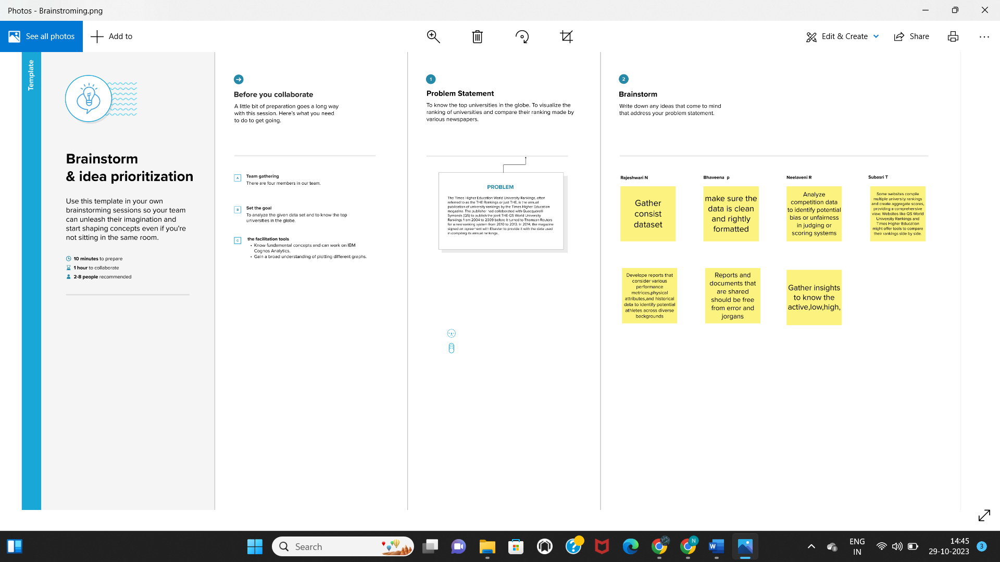 Photos - Brainstroming.png
See all photos
Add to
Edit & Create
Share
Template
Brainstorm
& idea prioritization
Use this template in your own
brainstorming sessions so your team
can unleash their imagination and
start shaping concepts even if you're
not sitting in the same room.
10 minutes to prepare
1 hour to collaborate
2-8 people recommended
Before you collaborate
A little bit of preparation goes a long way
with this session. Here's what you need
to do to get going.
A
Team gathering
There are four members in our team.
B
Set the goal
To analyze the given data set and to know the top
universities in the globe.
C
the facilitation tools
• Know fundamental concepts and can work on IBM
Cognos Analytics.
• Gain a broad understanding of plotting different graphs.
1
Problem Statement
To know the top universities in the globe. To visualize the
ranking of universities and compare their ranking made by
various newspapers.
PROBLEM
The Times Higher Education World University Rankings, often
referred to as the THE Rankings or just THE, is the annual
publication of university rankings by the Times Higher Education
magazine. The publisher had collaborated with Quacquarelli
Symonds (QS) to publish the joint THE-QS World University
Rankings from 2004 to 2009 before it turned to Thomson Reuters
for a new ranking system from 2010 to 2013. In 2014, the magazine
signed an agreement with Elsevier to provide it with the data used
in compiling its annual rankings.
2
Brainstorm
Write down any ideas that come to mind
that address your problem statement.
Rajeshwari N
Gather
consist
dataset
Develope reports that
consider various
performance
metrices,physical
attributes,and historical
data to identify potential
athletes across diverse
backgrounds
Bhaveena p
make sure the
data is clean
and rightly
formatted
Reports and
documents that
are shared
should be free
from error and
jorgans
Neelaveni R
Analyze
competition data
to identify potential
bias or unfairness
in judging or
scoring systems
Gather insights
to know the
active,low,high,
Subasri T
Some websites compile
multiple university rankings
and create aggregate scores,
providing a comprehensive
view. Websites like QS World
University Rankings and
Times Higher Education
might offer tools to compare
their rankings side by side.
Search
N
W
ENG
IN
14:45
29-10-2023
3